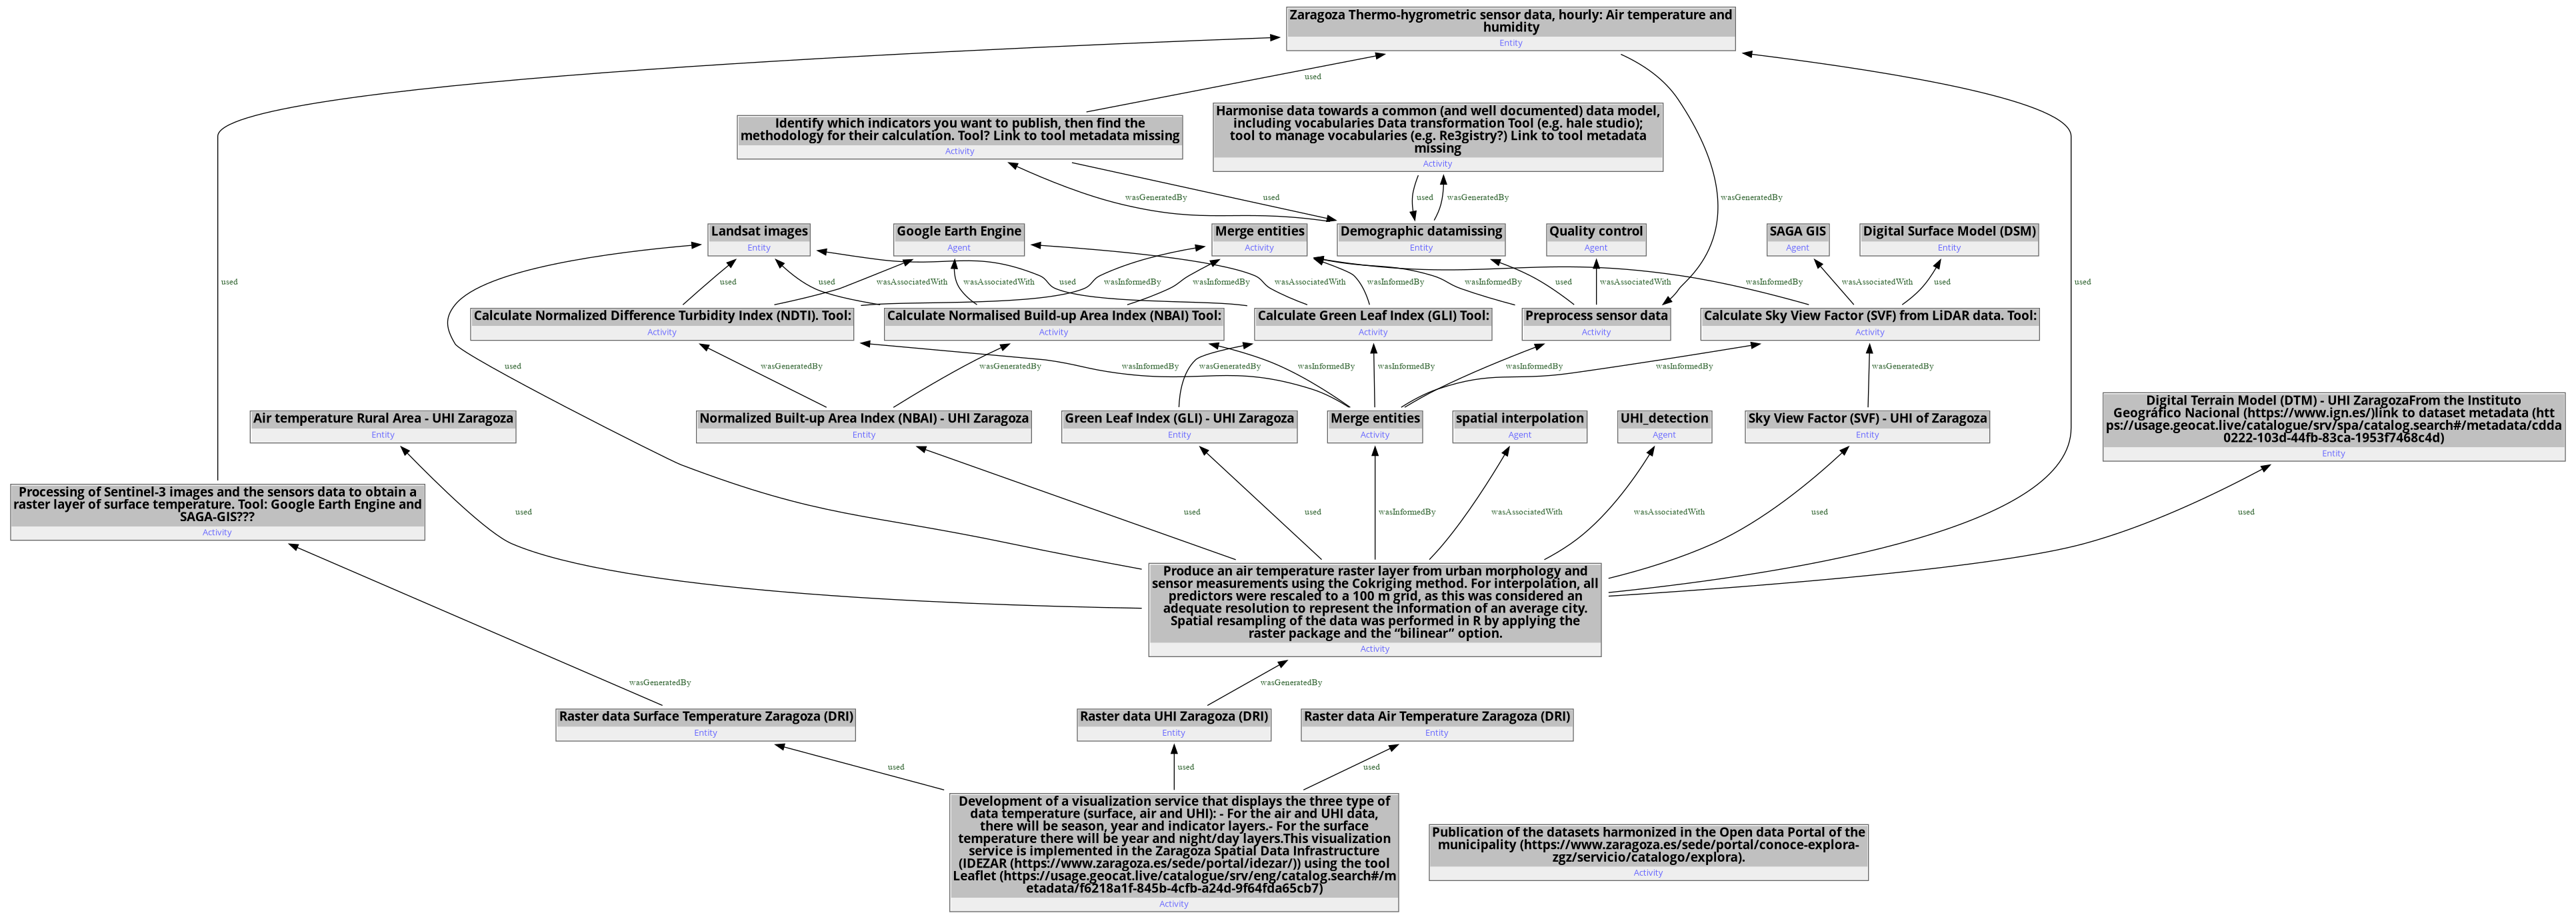 Zaragoza Thermo-hygrometric sensor data, hourly: Air temperature and
humidity
Entity
used
Identify which indicators you want to publish, then find the
methodology for their calculation. Tool? Link to tool metadata missing
Activity
Harmonise data towards a common (and well documented) data model,
including vocabularies Data transformation Tool (e.g. hale studio);
tool to manage vocabularies (e.g. Re3gistry?) Link to tool metadata
missing
Activity
wasGeneratedBy
used
used
wasGeneratedBy
wasGeneratedBy
Landsat images
Entity
Google Earth Engine
Agent
Merge entities
Activity
Demographic datamissing
Entity
Quality control
Agent
SAGA GIS
Agent
Digital Surface Model (DSM)
Entity
used
used
used
wasAssociatedWith
wasAssociatedWith
used
wasInformedBy
wasInformedBy
wasAssociatedWith
wasInformedBy
wasInformedBy
used
wasAssociatedWith
wasInformedBy
wasAssociatedWith
used
used
Calculate Normalized Difference Turbidity Index (NDTI). Tool:
Activity
Calculate Normalised Build-up Area Index (NBAI) Tool:
Activity
Calculate Green Leaf Index (GLI) Tool:
Activity
Preprocess sensor data
Activity
Calculate Sky View Factor (SVF) from LiDAR data. Tool:
Activity
used
wasGeneratedBy
wasGeneratedBy
wasInformedBy
wasGeneratedBy
wasInformedBy
wasInformedBy
wasInformedBy
wasInformedBy
wasGeneratedBy
Air temperature Rural Area - UHI Zaragoza
Entity
Normalized Built-up Area Index (NBAI) - UHI Zaragoza
Entity
Green Leaf Index (GLI) - UHI Zaragoza
Entity
Merge entities
Activity
spatial interpolation
Agent
UHI_detection
Agent
Sky View Factor (SVF) - UHI of Zaragoza
Entity
Digital Terrain Model (DTM) - UHI ZaragozaFrom the Instituto
Geográfico Nacional (https://www.ign.es/)link to dataset metadata (htt
ps://usage.geocat.live/catalogue/srv/spa/catalog.search#/metadata/cdda
0222-103d-44fb-83ca-1953f7468c4d)
Entity
Processing of Sentinel-3 images and the sensors data to obtain a
raster layer of surface temperature. Tool: Google Earth Engine and
SAGA-GIS???
Activity
used
used
used
wasInformedBy
wasAssociatedWith
wasAssociatedWith
used
used
Produce an air temperature raster layer from urban morphology and
sensor measurements using the Cokriging method. For interpolation, all
predictors were rescaled to a 100 m grid, as this was considered an
adequate resolution to represent the information of an average city.
Spatial resampling of the data was performed in R by applying the
raster package and the “bilinear” option.
Activity
wasGeneratedBy
wasGeneratedBy
Raster data Surface Temperature Zaragoza (DRI)
Entity
Raster data UHI Zaragoza (DRI)
Entity
Raster data Air Temperature Zaragoza (DRI)
Entity
used
used
used
Development of a visualization service that displays the three type of
data temperature (surface, air and UHI): - For the air and UHI data,
there will be season, year and indicator layers.- For the surface
temperature there will be year and night/day layers.This visualization
service is implemented in the Zaragoza Spatial Data Infrastructure
(IDEZAR (https://www.zaragoza.es/sede/portal/idezar/)) using the tool
Leaflet (https://usage.geocat.live/catalogue/srv/eng/catalog.search#/m
etadata/f6218a1f-845b-4cfb-a24d-9f64fda65cb7)
Activity
Publication of the datasets harmonized in the Open data Portal of the
municipality (https://www.zaragoza.es/sede/portal/conoce-explora-
zgz/servicio/catalogo/explora).
Activity